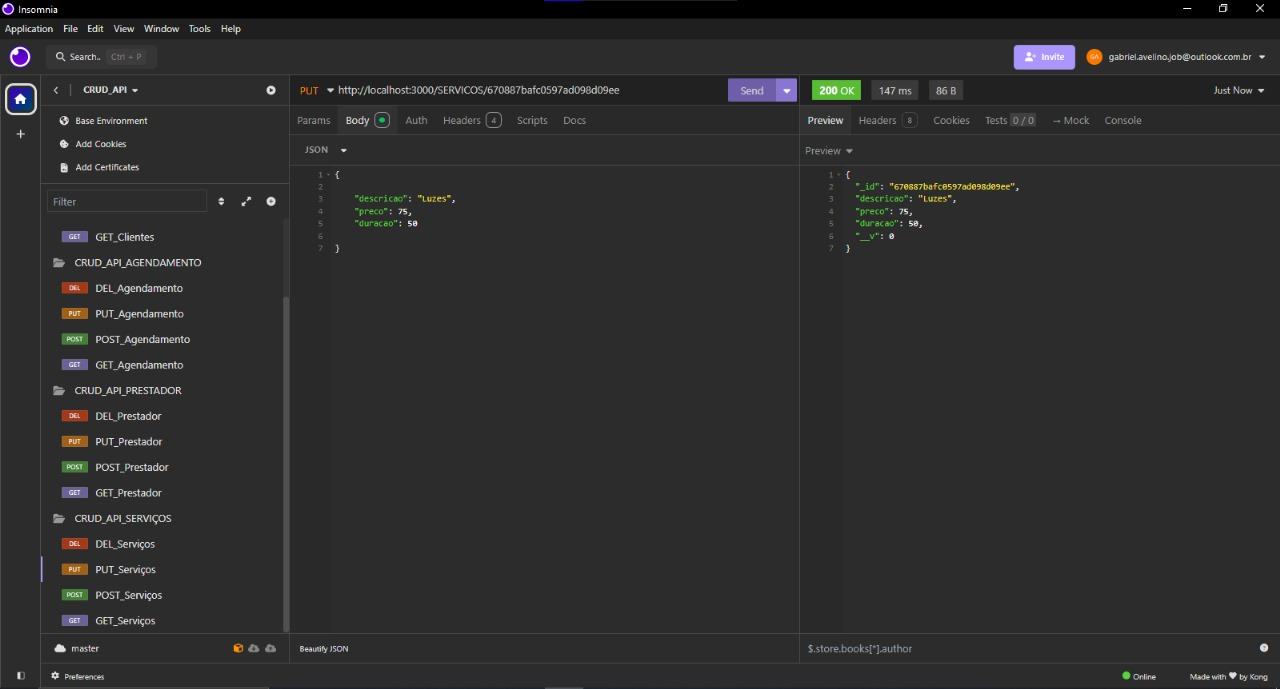 Insomnia
Application File Edit View Window Tools Help
Search.. Ctrl + P
Invite
GA gabriel.avelino.job@outlook.com.br
CRUD_API
PUT http://localhost:3000/SERVICOS/670887bafc0597ad098d09ee
Send
200 OK 147 ms 86 B
Just Now
Base Environment
Add Cookies
Add Certificates
Params Body Auth Headers 4 Scripts Docs
Preview Headers 8 Cookies Tests 0 / 0 → Mock Console
JSON
Preview
Filter
GET GET_Clientes
CRUD_API_AGENDAMENTO
DEL DEL_Agendamento
PUT PUT_Agendamento
POST POST_Agendamento
GET GET_Agendamento
CRUD_API_PRESTADOR
DEL DEL_Prestador
PUT PUT_Prestador
POST POST_Prestador
GET GET_Prestador
CRUD_API_SERVIÇOS
DEL DEL_Serviços
PUT PUT_Serviços
POST POST_Serviços
GET GET_Serviços
1 {
2
3 "descricao": "Luzes",
4 "preco": 75,
5 "duracao": 50
6
7 }
1 {
2 "_id": "670887bafc0597ad098d09ee",
3 "descricao": "Luzes",
4 "preco": 75,
5 "duracao": 50,
6 "__v": 0
7 }
master
Beautify JSON
$.store.books[*].author
Preferences
Online
Made with ♥ by Kong